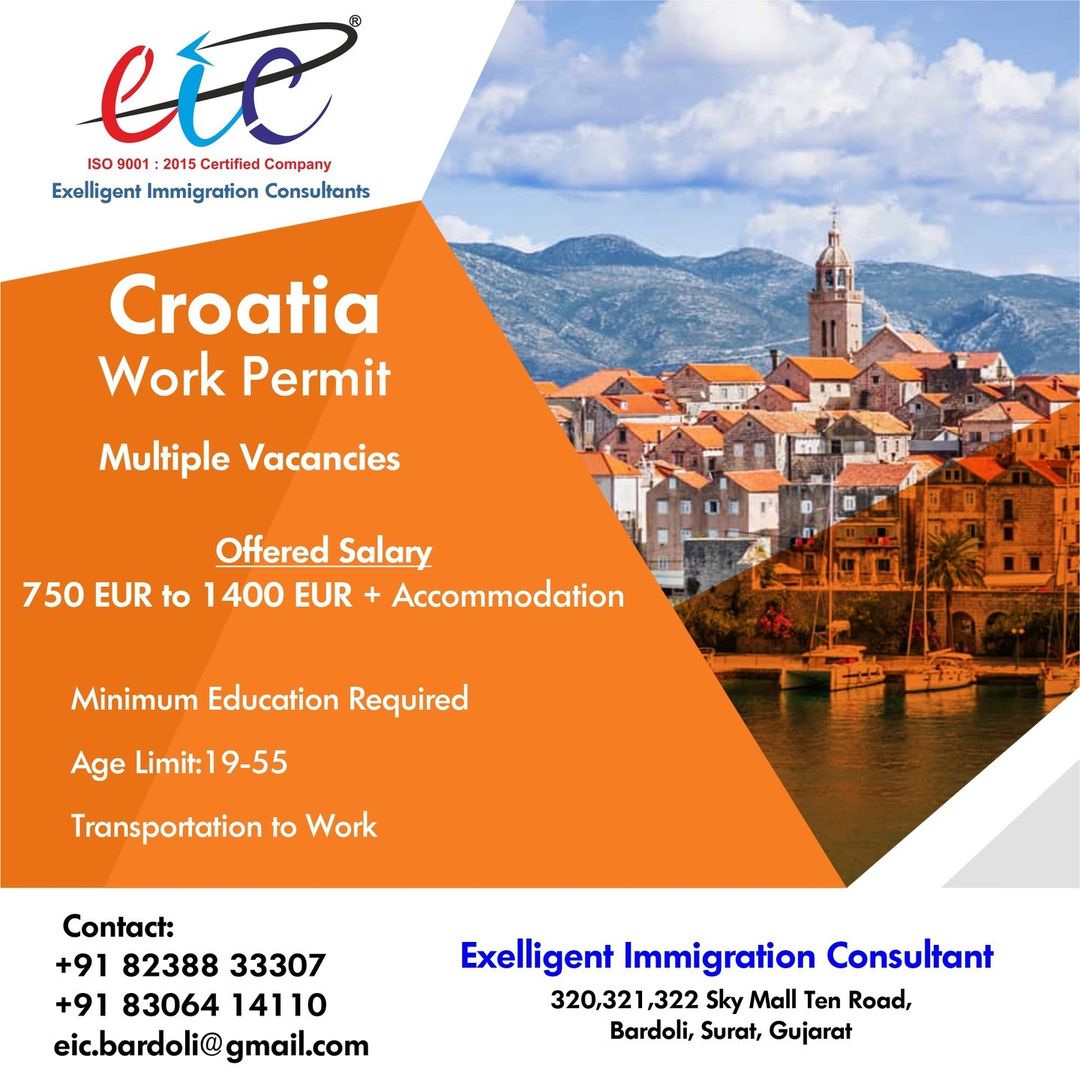 eic®
ISO 9001 : 2015 Certified Company
Exelligent Immigration Consultants
Croatia
Work Permit
Multiple Vacancies
Offered Salary
750 EUR to 1400 EUR + Accommodation
Minimum Education Required
Age Limit:19-55
Transportation to Work
Contact:
+91 82388 33307
+91 83064 14110
eic.bardoli@gmail.com
Exelligent Immigration Consultant
320,321,322 Sky Mall Ten Road,
Bardoli, Surat, Gujarat